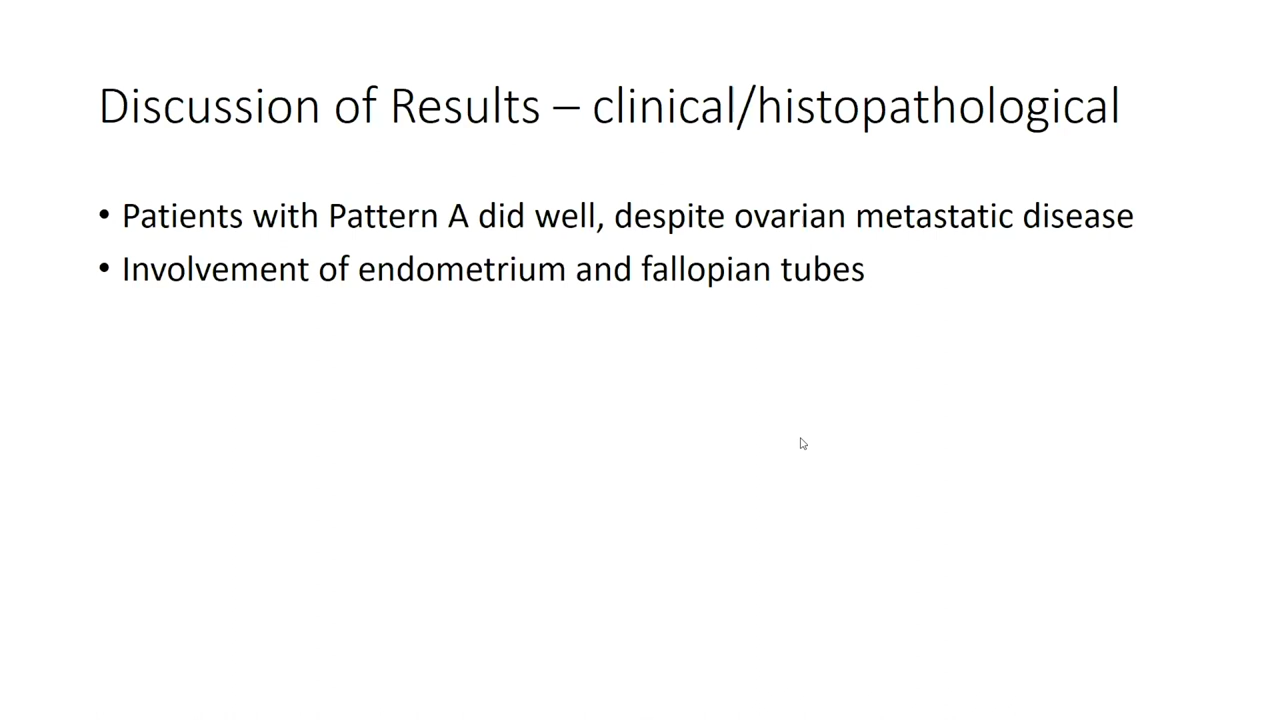 Discussion of Results – clinical/histopathological
• Patients with Pattern A did well, despite ovarian metastatic disease
• Involvement of endometrium and fallopian tubes